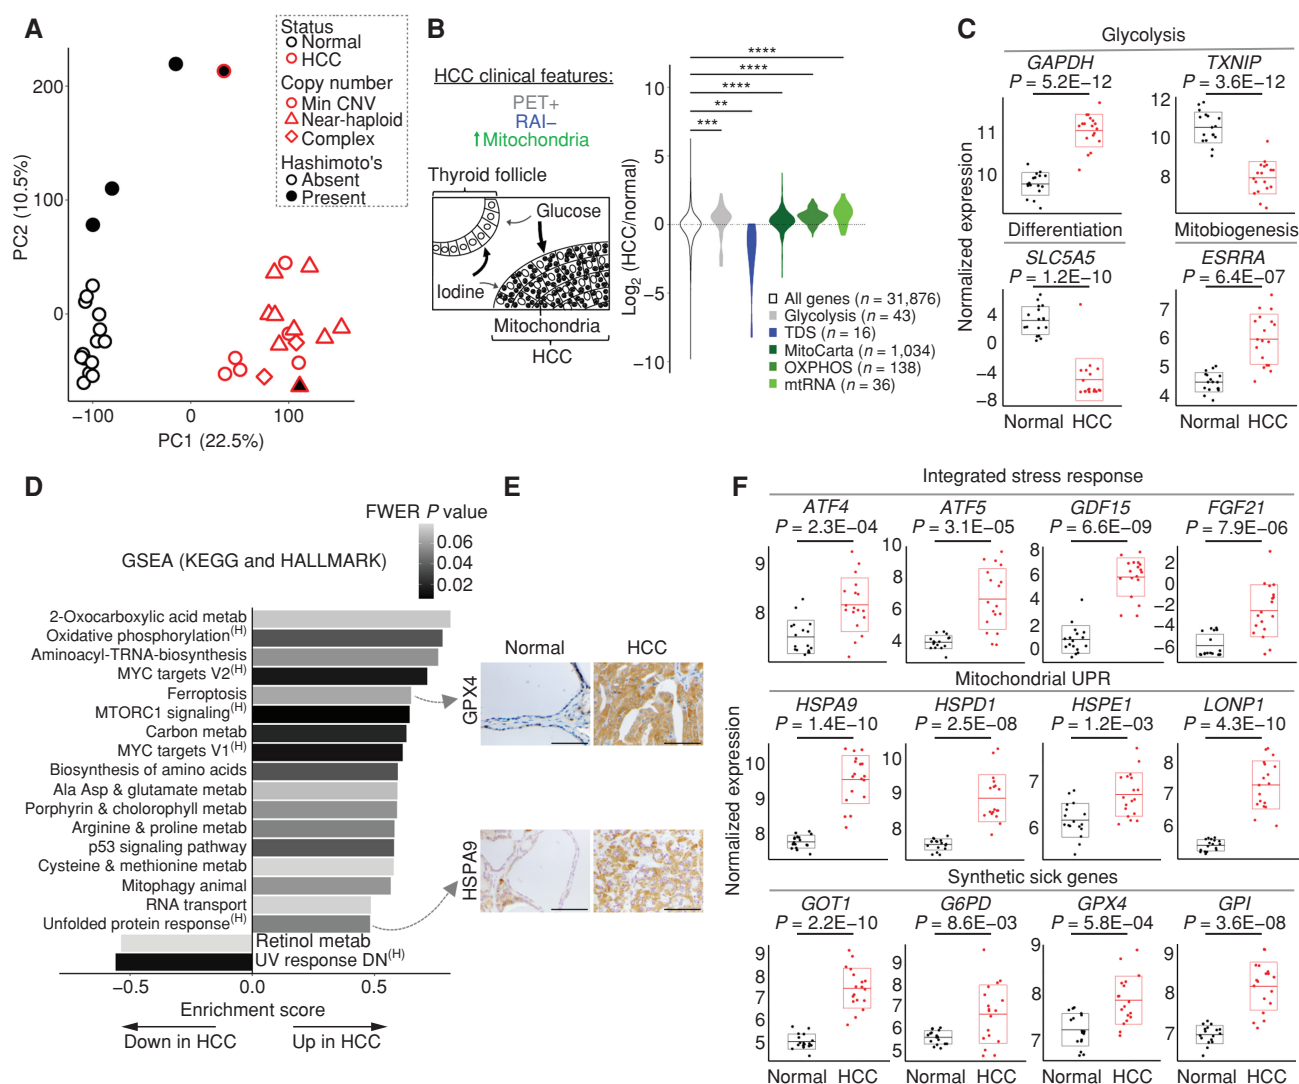 A
Status
Normal
HCC
Copy number
Min CNV
Near-haploid
Complex
Hashimoto's
Absent
Present
200
100
0
PC2 (10.5%)
−100
0
100
PC1 (22.5%)
B
HCC clinical features:
PET+
RAI−
↑Mitochondria
Thyroid follicle
Glucose
Iodine
Mitochondria
HCC
****
****
****
**
***
10
5
0
−5
−10
Log2 (HCC/normal)
All genes (n = 31,876)
Glycolysis (n = 43)
TDS (n = 16)
MitoCarta (n = 1,034)
OXPHOS (n = 138)
mtRNA (n = 36)
C
Glycolysis
GAPDH
P = 5.2E−12
11
10
TXNIP
P = 3.6E−12
12
10
8
Normalized expression
Differentiation
SLC5A5
P = 1.2E−10
4
0
−4
−8
Mitobiogenesis
ESRRA
P = 6.4E−07
7
6
5
4
Normal HCC
Normal HCC
D
FWER P value
0.06
0.04
0.02
GSEA (KEGG and HALLMARK)
2-Oxocarboxylic acid metab
Oxidative phosphorylation(H)
Aminoacyl-TRNA-biosynthesis
MYC targets V2(H)
Ferroptosis
MTORC1 signaling(H)
Carbon metab
MYC targets V1(H)
Biosynthesis of amino acids
Ala Asp & glutamate metab
Porphyrin & cholorophyll metab
Arginine & proline metab
p53 signaling pathway
Cysteine & methionine metab
Mitophagy animal
RNA transport
Unfolded protein response(H)
Retinol metab
UV response DN(H)
−0.5
0.0
0.5
Enrichment score
Down in HCC
Up in HCC
E
Normal
HCC
GPX4
HSPA9
F
Integrated stress response
ATF4
P = 2.3E−04
9
8
ATF5
P = 3.1E−05
10
8
6
4
GDF15
P = 6.6E−09
8
6
4
2
0
FGF21
P = 7.9E−06
2
0
−2
−4
−6
Mitochondrial UPR
HSPA9
P = 1.4E−10
10
9
8
HSPD1
P = 2.5E−08
10
9
8
HSPE1
P = 1.2E−03
7
6
LONP1
P = 4.3E−10
8
7
6
Normalized expression
Synthetic sick genes
GOT1
P = 2.2E−10
9
8
7
6
5
G6PD
P = 8.6E−03
9
8
7
6
5
GPX4
P = 5.8E−04
9
8
7
GPI
P = 3.6E−08
9
8
7
Normal HCC
Normal HCC
Normal HCC
Normal HCC